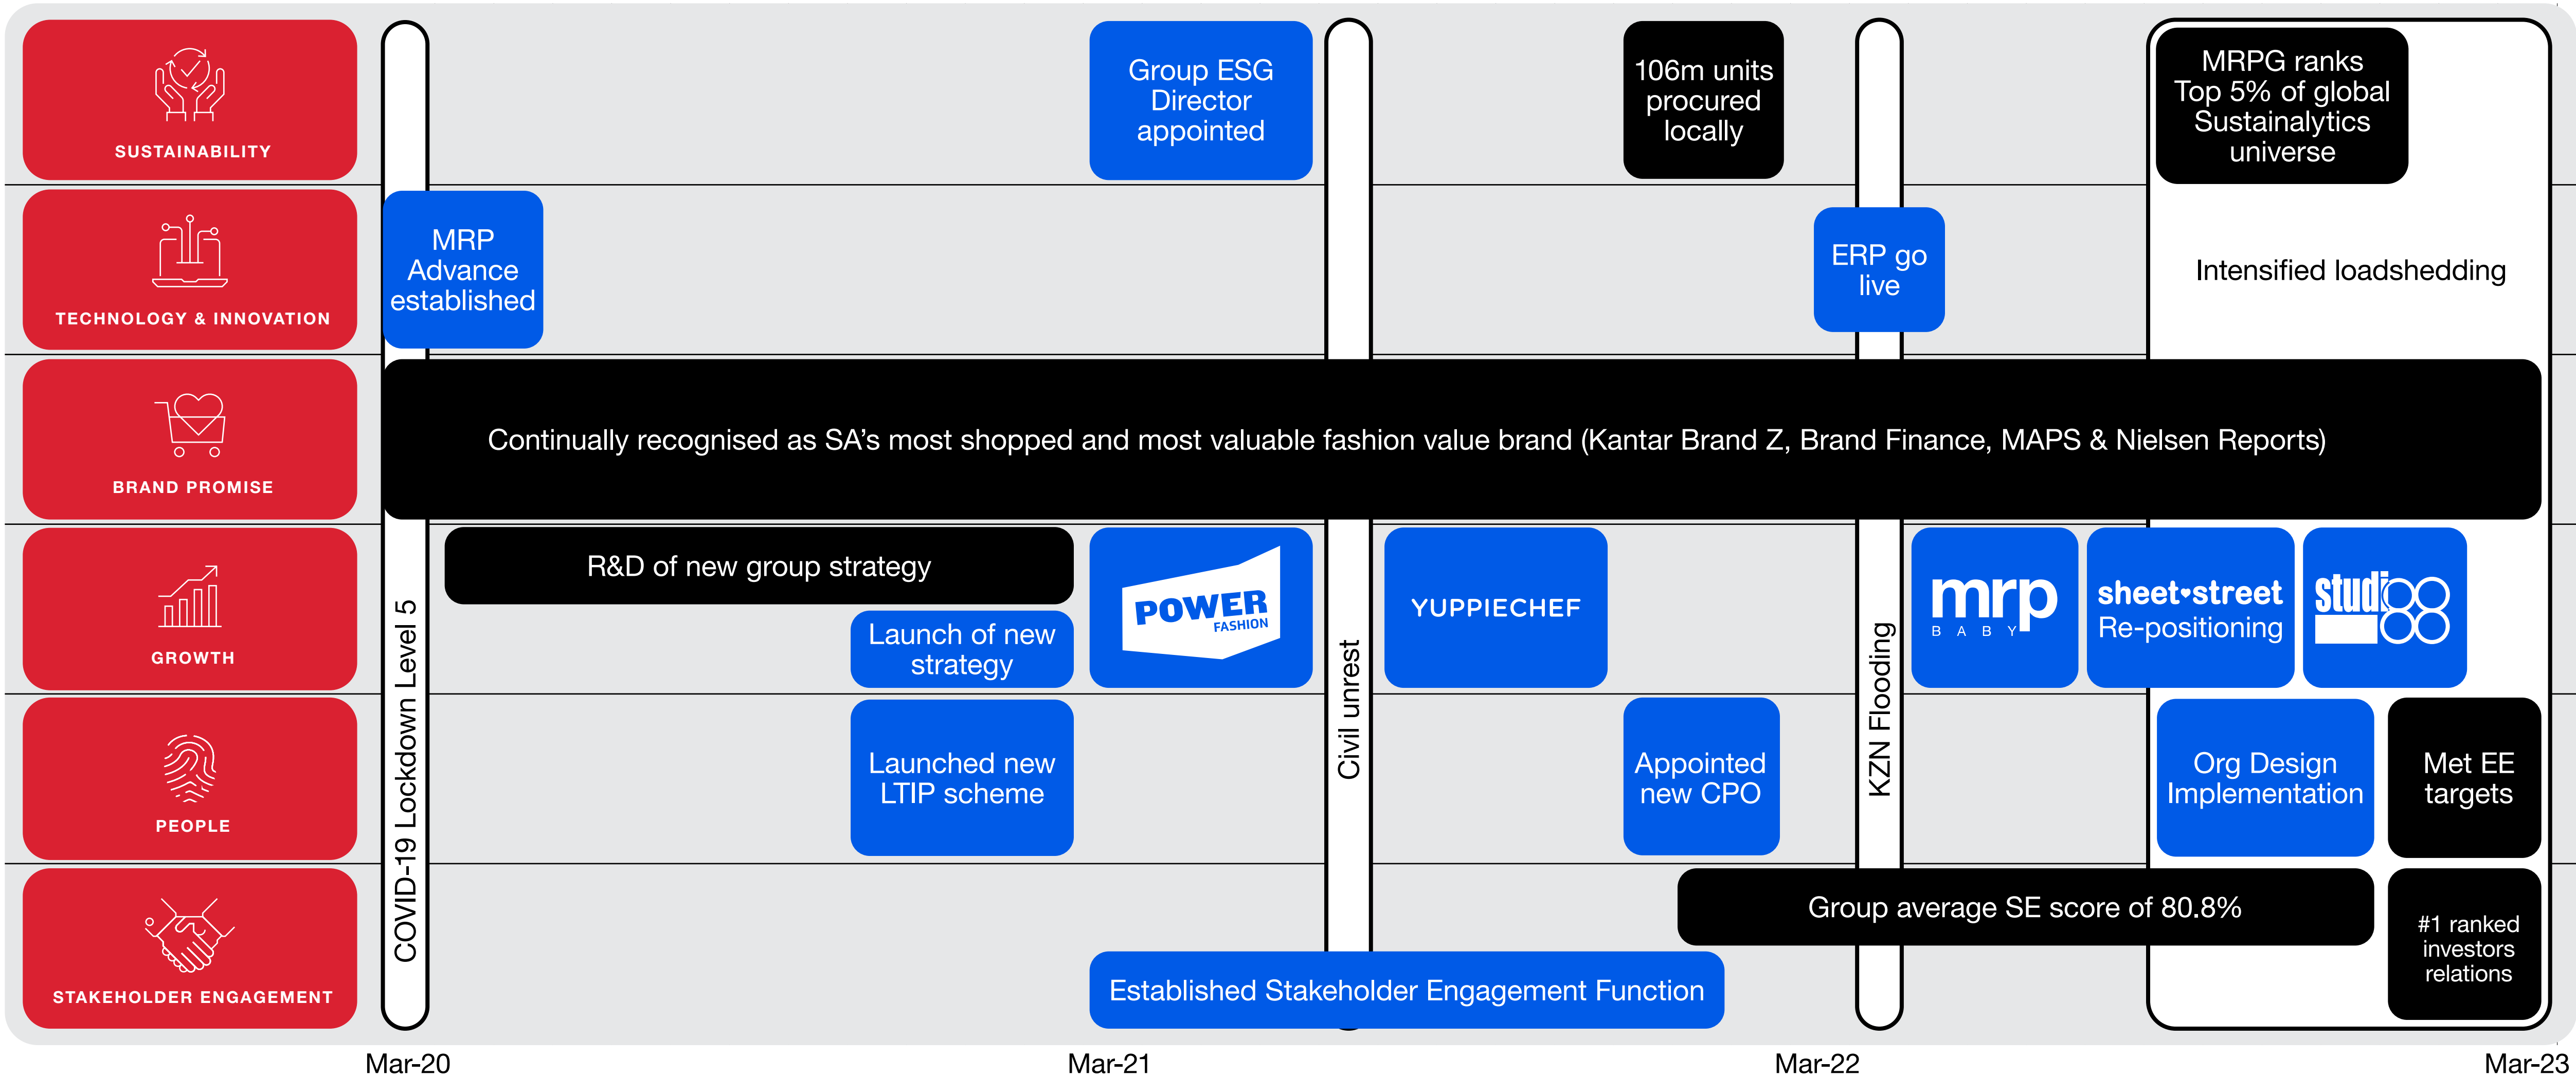 SUSTAINABILITY
Group ESG
Director
appointed
106m units
procured
locally
MRPG ranks
Top 5% of global
Sustainalytics
universe
TECHNOLOGY & INNOVATION
MRP
Advance
established
ERP go
live
Intensified loadshedding
BRAND PROMISE
Continually recognised as SA’s most shopped and most valuable fashion value brand (Kantar Brand Z, Brand Finance, MAPS & Nielsen Reports)
GROWTH
R&D of new group strategy
Launch of new
strategy
POWER
FASHION
YUPPIECHEF
mrp
BABY
sheet♥street
Re-positioning
studio88
PEOPLE
Launched new
LTIP scheme
Appointed
new CPO
Org Design
Implementation
Met EE
targets
STAKEHOLDER ENGAGEMENT
Group average SE score of 80.8%
#1 ranked
investors
relations
Established Stakeholder Engagement Function
COVID-19 Lockdown Level 5
Civil unrest
KZN Flooding
Mar-20
Mar-21
Mar-22
Mar-23